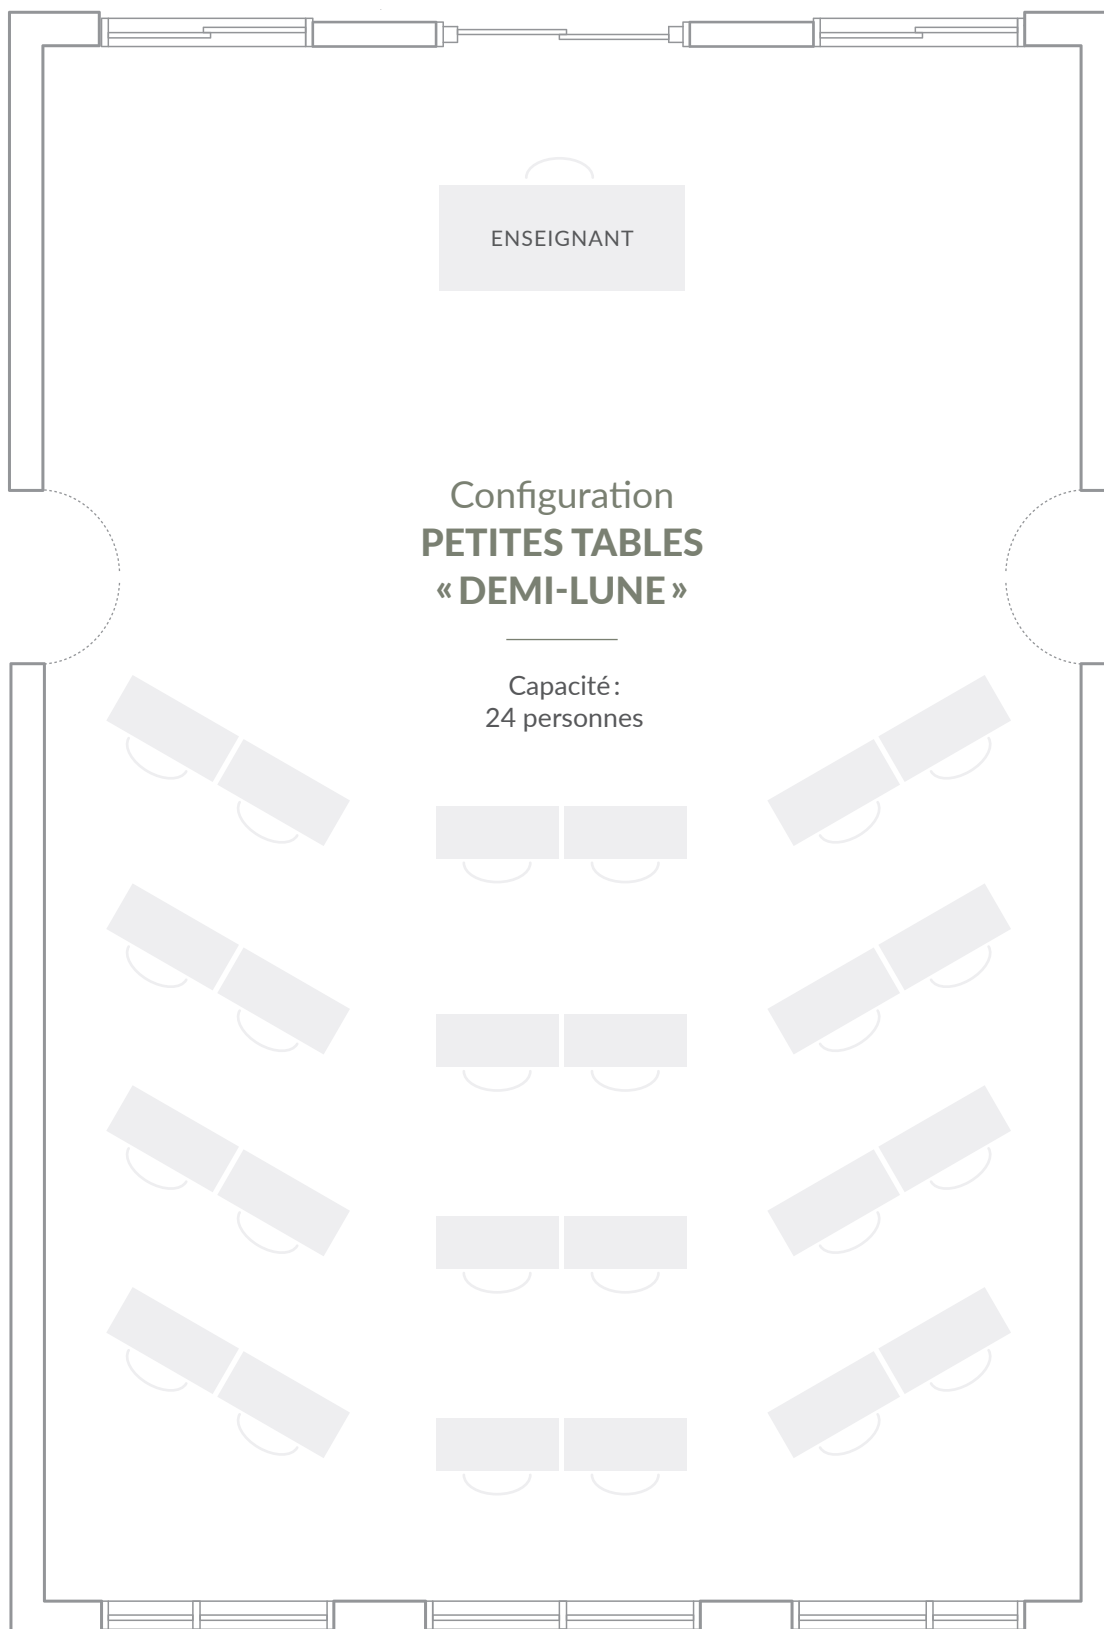 ENSEIGNANT
Configuration
PETITES TABLES
« DEMI-LUNE »
Capacité :
24 personnes